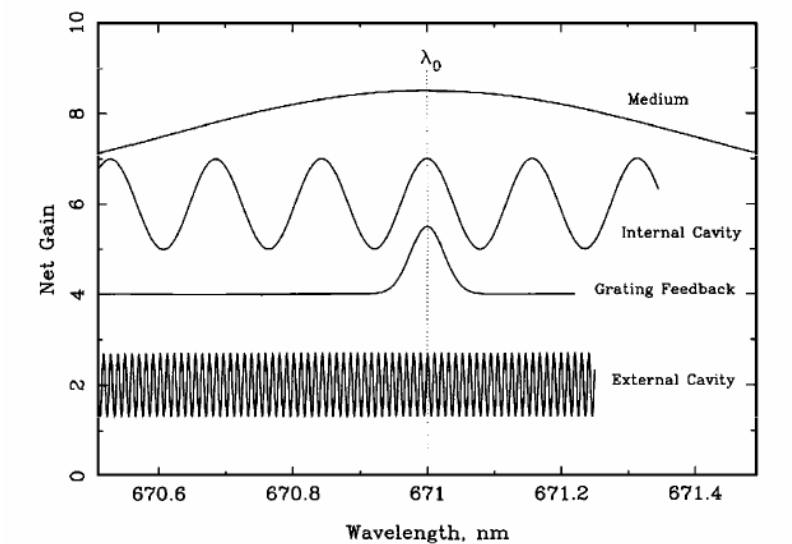 10
λ0
Medium
8
6
Internal Cavity
Net Gain
Grating Feedback
4
External Cavity
2
0
670.6 670.8 671 671.2 671.4
Wavelength, nm